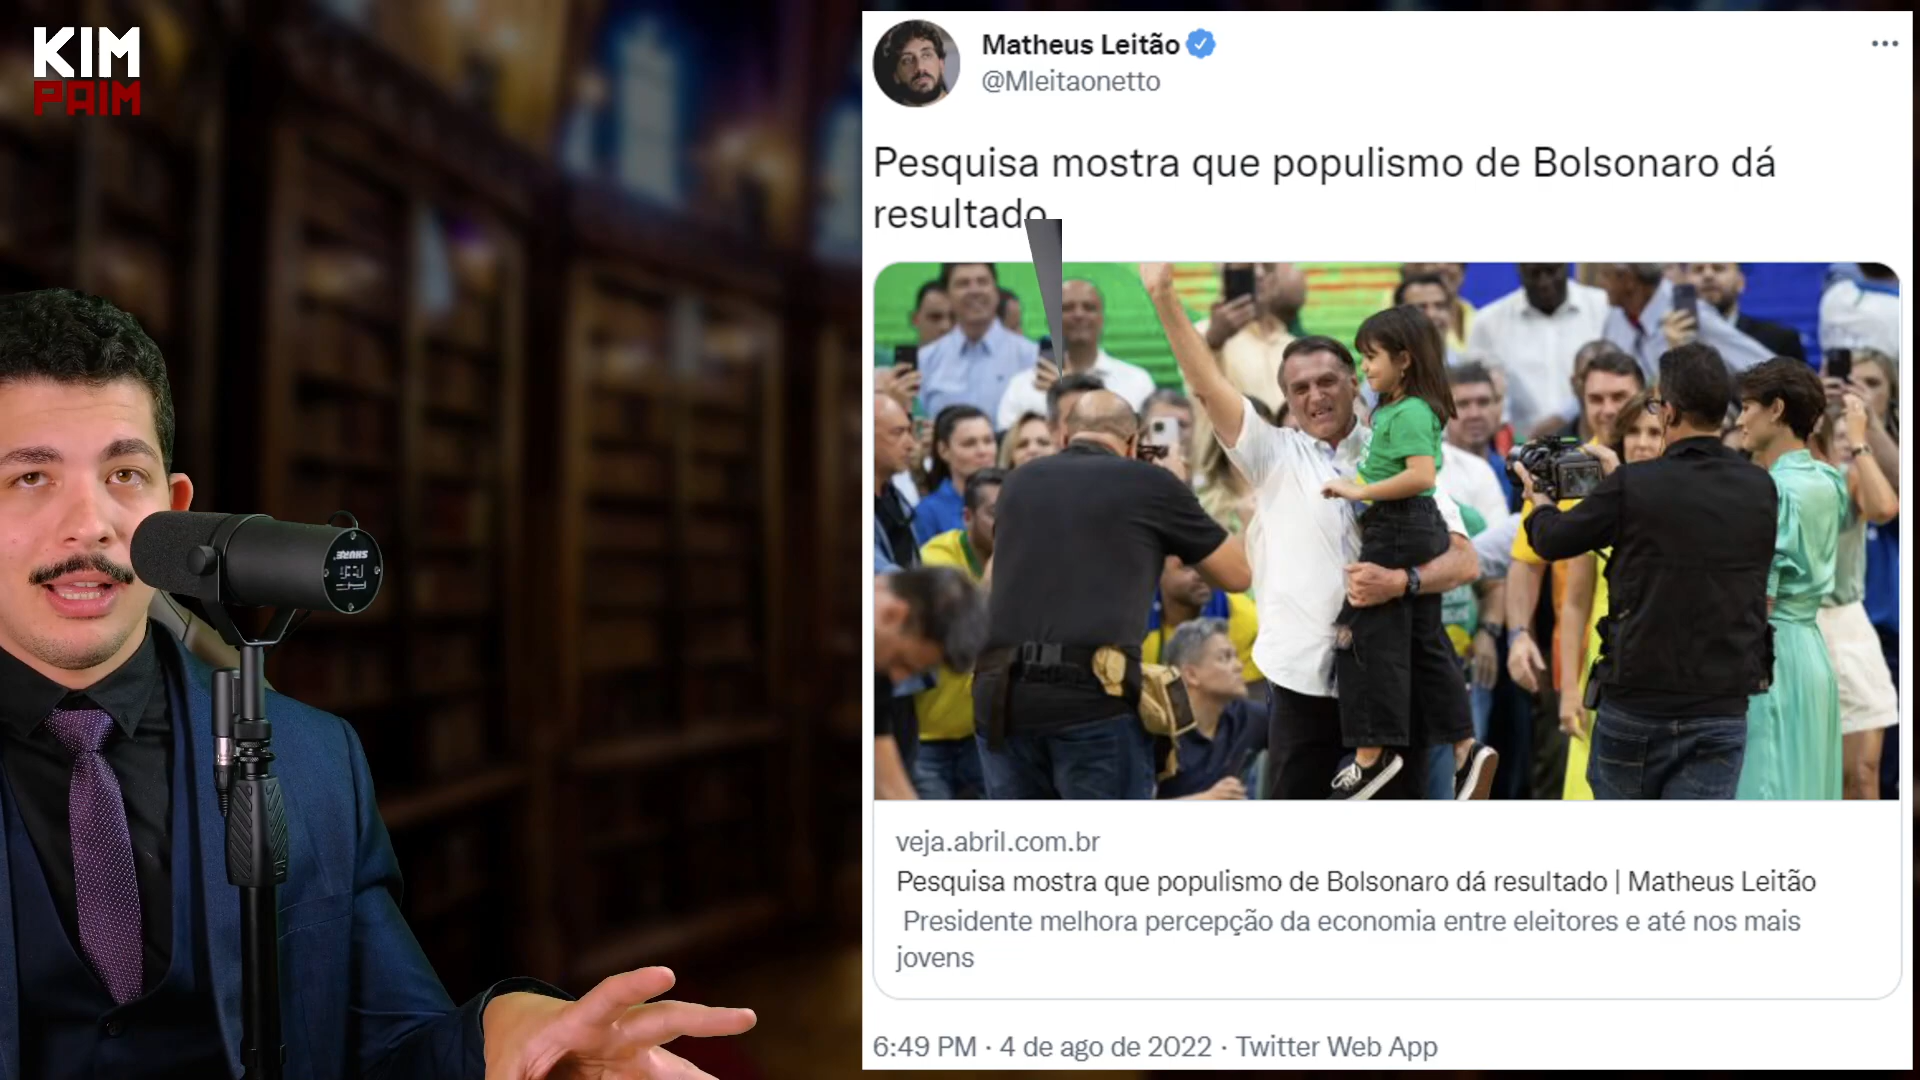 KIM
PAIM
Matheus Leitão
@Mleitaonetto
Pesquisa mostra que populismo de Bolsonaro dá
resultado
veja.abril.com.br
Pesquisa mostra que populismo de Bolsonaro dá resultado | Matheus Leitão
Presidente melhora percepção da economia entre eleitores e até nos mais
jovens
6:49 PM · 4 de ago de 2022 · Twitter Web App
SHURE